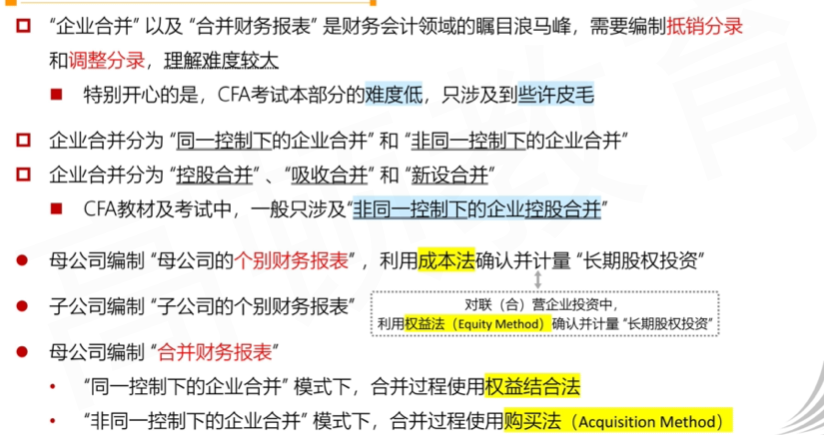 “企业合并” 以及 “合并财务报表” 是财务会计领域的瞩目浪马峰，需要编制抵销分录
和调整分录，理解难度较大
特别开心的是，CFA考试本部分的难度低，只涉及到些许皮毛
企业合并分为 “同一控制下的企业合并” 和 “非同一控制下的企业合并”
企业合并分为 “控股合并” 、“吸收合并” 和 “新设合并”
CFA教材及考试中，一般只涉及“非同一控制下的企业控股合并”
母公司编制 “母公司的个别财务报表” ，利用成本法确认并计量 “长期股权投资”
子公司编制 “子公司的个别财务报表”
对联（合）营企业投资中，
利用权益法（Equity Method）确认并计量 “长期股权投资”
母公司编制 “合并财务报表”
“同一控制下的企业合并” 模式下，合并过程使用权益结合法
“非同一控制下的企业合并” 模式下，合并过程使用购买法（Acquisition Method）
高顿教育